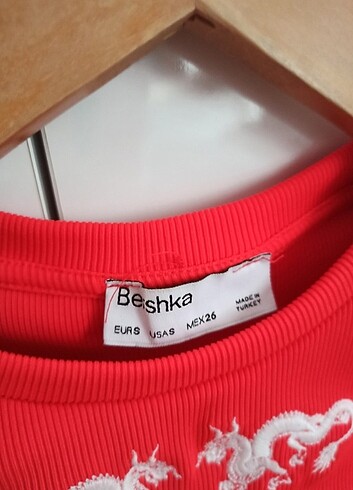 Bershka
EUR S USA S MEX 26
MADE IN
TURKEY